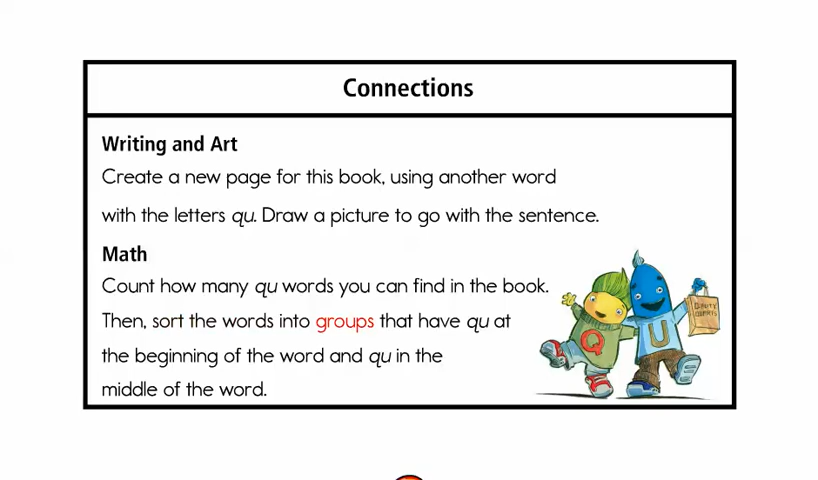 Connections
Writing and Art
Create a new page for this book, using another word
with the letters qu. Draw a picture to go with the sentence.
Math
Count how many qu words you can find in the book.
Then, sort the words into groups that have qu at
the beginning of the word and qu in the
middle of the word.
Q
U